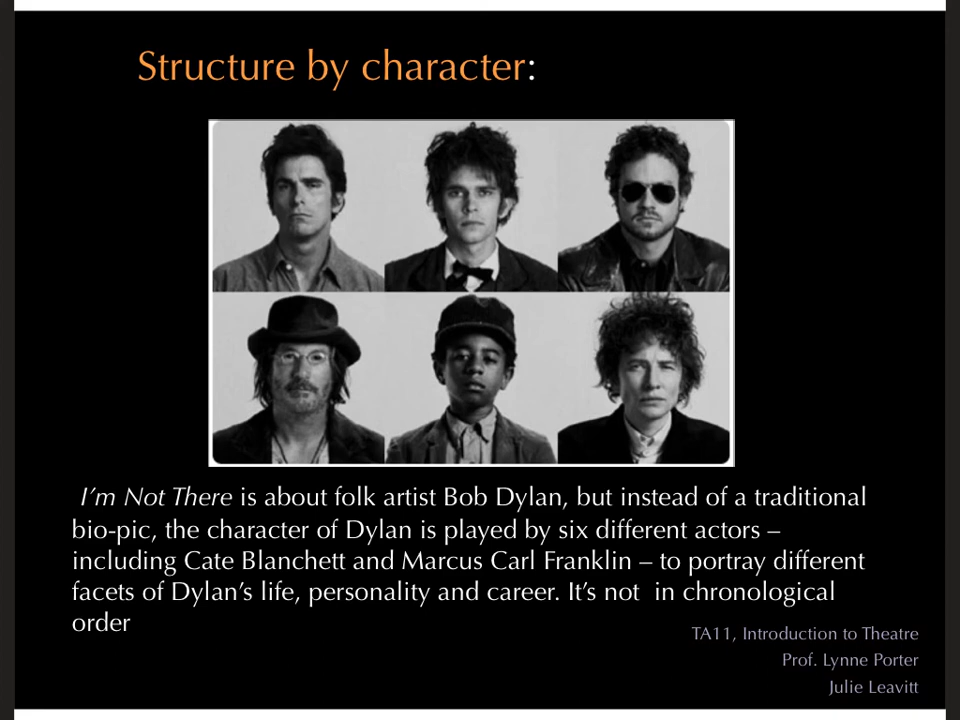 Structure by character:
I’m Not There is about folk artist Bob Dylan, but instead of a traditional
bio-pic, the character of Dylan is played by six different actors –
including Cate Blanchett and Marcus Carl Franklin – to portray different
facets of Dylan’s life, personality and career. It’s not  in chronological
order
TA11, Introduction to Theatre
Prof. Lynne Porter
Julie Leavitt